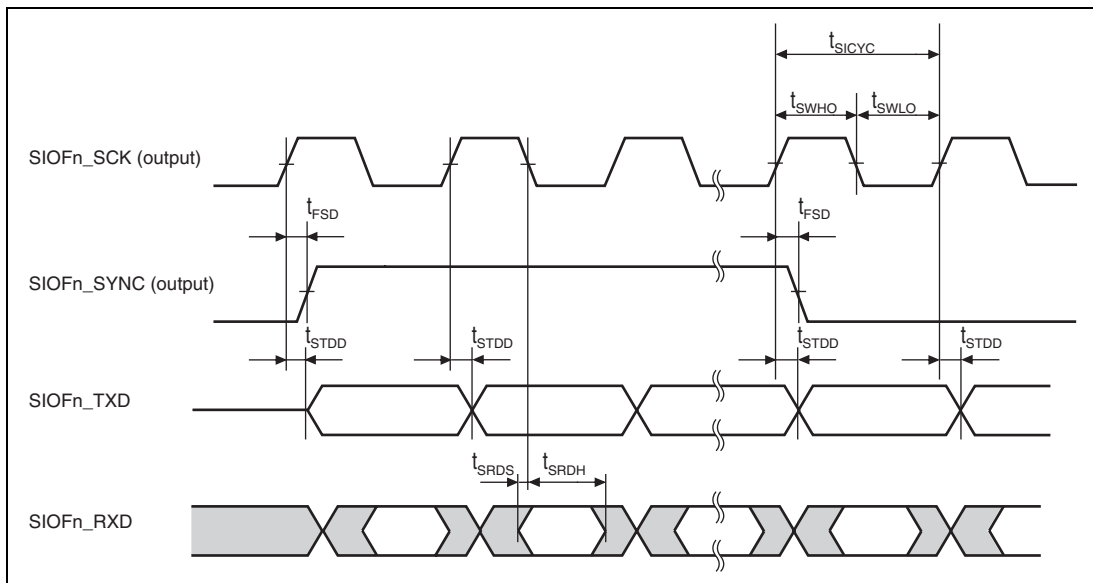 tSICYC
tSWHO tSWLO
SIOFn_SCK (output)
tFSD tFSD
SIOFn_SYNC (output)
tSTDD tSTDD tSTDD tSTDD
SIOFn_TXD
tSRDS tSRDH
SIOFn_RXD